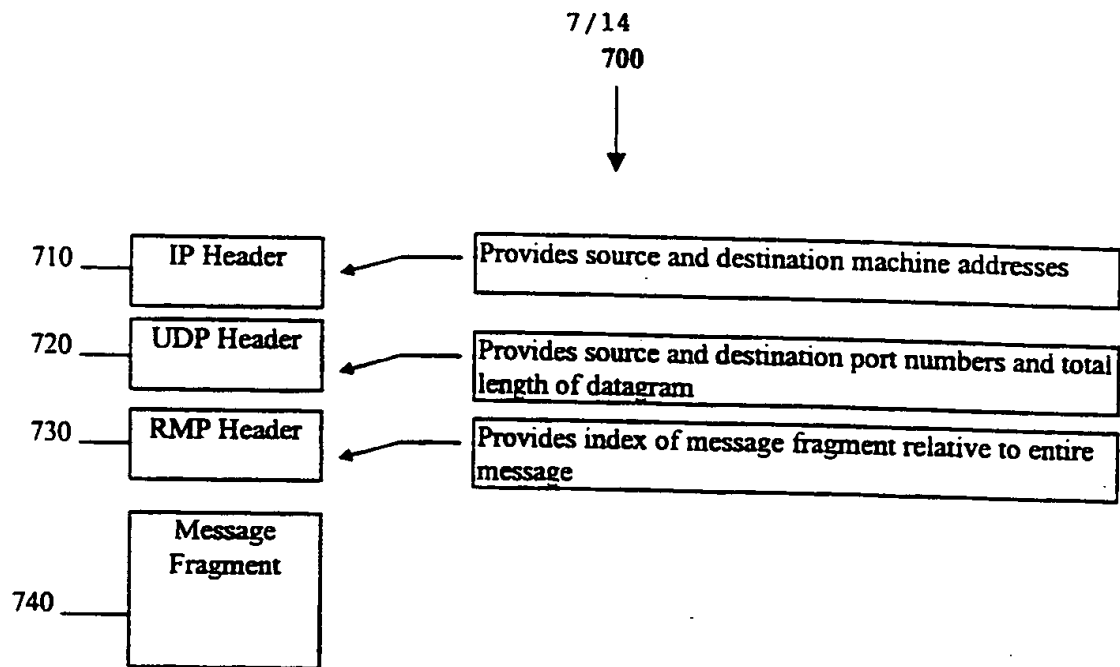 7/14
700
710
IP Header
Provides source and destination machine addresses
720
UDP Header
Provides source and destination port numbers and total
length of datagram
730
RMP Header
Provides index of message fragment relative to entire
message
740
Message
Fragment